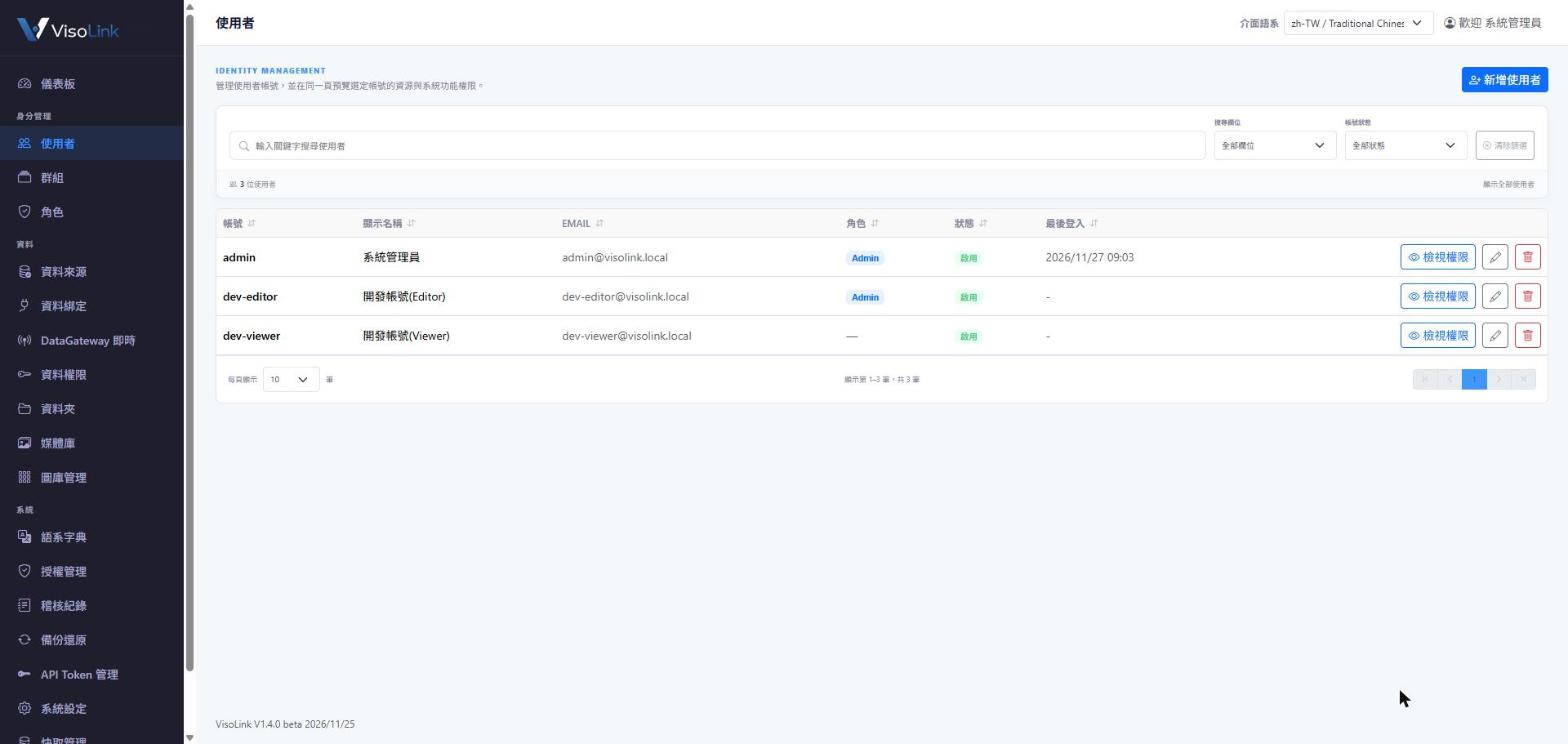 VisoLink
使用者
介面語系
zh-TW / Traditional Chines
歡迎 系統管理員
儀表板
身分管理
使用者
群組
角色
資料
資料來源
資料綁定
DataGateway 即時
資料權限
資料夾
媒體庫
圖庫管理
系統
語系字典
授權管理
稽核紀錄
備份還原
API Token 管理
系統設定
快取管理
IDENTITY MANAGEMENT
管理使用者帳號，並在同一頁預覽選定帳號的資源與系統功能權限。
新增使用者
搜尋欄位
帳號狀態
輸入關鍵字搜尋使用者
全部欄位
全部狀態
清除篩選
3 位使用者
顯示全部使用者
帳號 顯示名稱 EMAIL 角色 狀態 最後登入
admin 系統管理員 admin@visolink.local Admin 啟用 2026/11/27 09:03 檢視權限
dev-editor 開發帳號(Editor) dev-editor@visolink.local Admin 啟用 - 檢視權限
dev-viewer 開發帳號(Viewer) dev-viewer@visolink.local — 啟用 - 檢視權限
每頁顯示 10 筆
顯示第 1–3 筆，共 3 筆
1
VisoLink V1.4.0 beta 2026/11/25